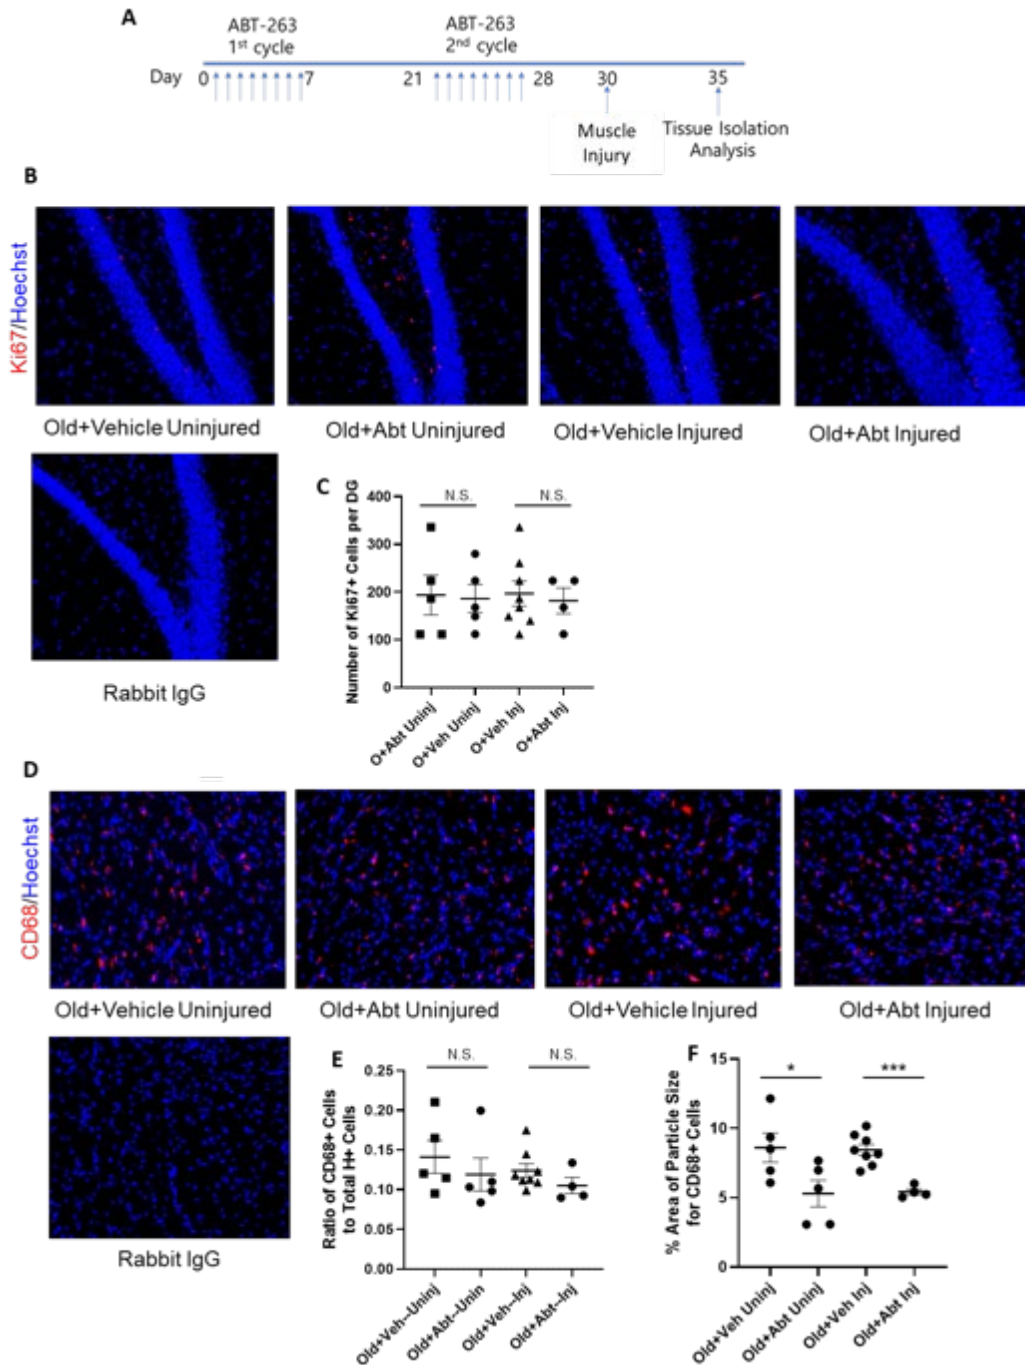 A
ABT-263
1st cycle
ABT-263
2nd cycle
Day 0 7 21 28 30 35
Muscle
Injury
Tissue Isolation
Analysis
B
Ki67/Hoechst
Old+Vehicle Uninjured
Old+Abt Uninjured
Old+Vehicle Injured
Old+Abt Injured
Rabbit IgG
C
Number of Ki67+ Cells per DG
400
300
200
100
0
N.S.
N.S.
O+Abt Uninj
O+Veh Uninj
O+Veh Inj
O+Abt Inj
D
CD68/Hoechst
Old+Vehicle Uninjured
Old+Abt Uninjured
Old+Vehicle Injured
Old+Abt Injured
Rabbit IgG
E
Ratio of CD68+ Cells
to Total H+ Cells
0.25
0.20
0.15
0.10
0.05
0.00
N.S.
N.S.
Old+Veh--Uninj
Old+Abt--Unin
Old+Veh--Inj
Old+Abt--Inj
F
% Area of Particle Size
for CD68+ Cells
15
10
5
0
*
***
Old+Veh Uninj
Old+Abt Uninj
Old+Veh Inj
Old+Abt Inj